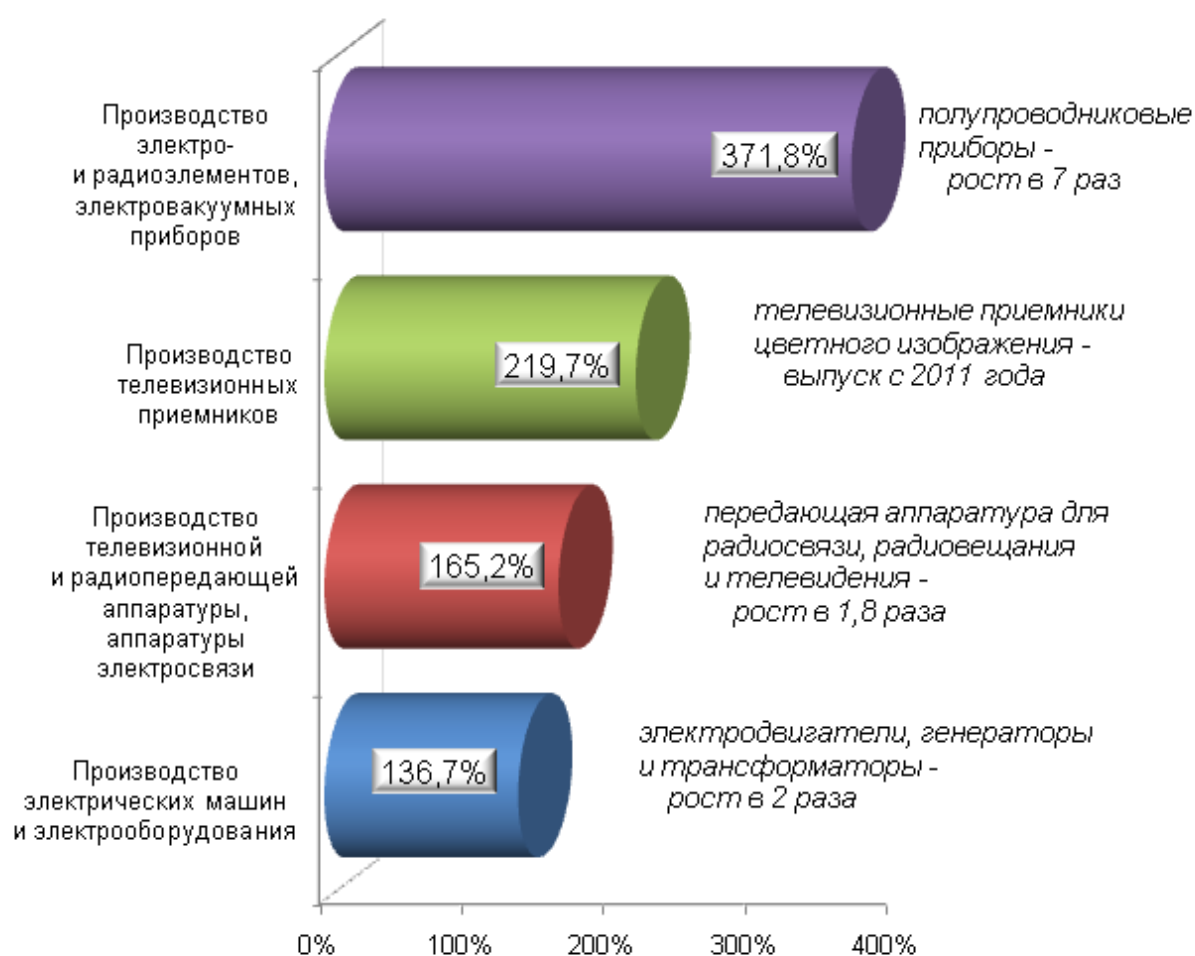 Производство
электро-
и радиоэлементов,
электровакуумных
приборов
371,8%
полупроводниковые
приборы -
рост в 7 раз
Производство
телевизионных
приемников
219,7%
телевизионные приемники
цветного изображения -
выпуск с 2011 года
Производство
телевизионной
и радиопередающей
аппаратуры,
аппаратуры
электросвязи
165,2%
передающая аппаратура для
радиосвязи, радиовещания
и телевидения -
рост в 1,8 раза
Производство
электрических машин
и электрооборудования
136,7%
электродвигатели, генераторы
и трансформаторы -
рост в 2 раза
0% 100% 200% 300% 400%